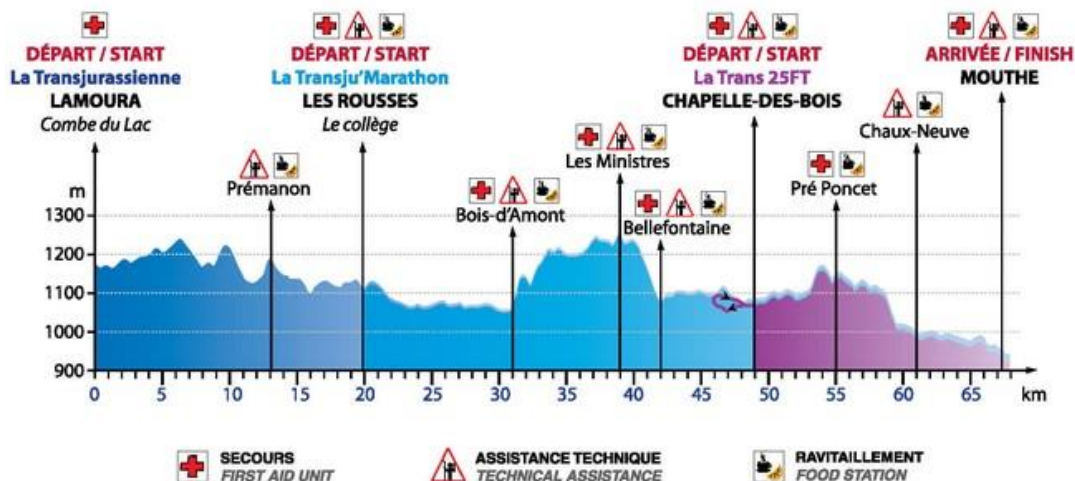 DÉPART / START
La Transjurassienne
LAMOURA
Combe du Lac
DÉPART / START
La Transju'Marathon
LES ROUSSES
Le collège
DÉPART / START
La Trans 25FT
CHAPELLE-DES-BOIS
ARRIVÉE / FINISH
MOUTHE
Chaux-Neuve
Les Ministres
Prémanon
Pré Poncet
Bois-d'Amont
Bellefontaine
m
1300
1200
1100
1000
900
0 5 10 15 20 25 30 35 40 45 50 55 60 65 km
SECOURS
FIRST AID UNIT
ASSISTANCE TECHNIQUE
TECHNICAL ASSISTANCE
RAVITAILLEMENT
FOOD STATION